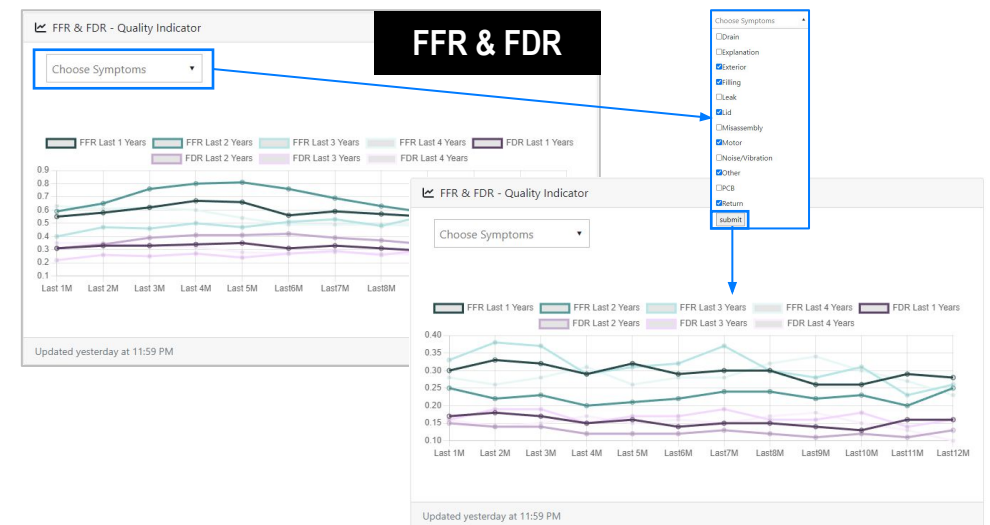 FFR & FDR - Quality Indicator
FFR & FDR
Choose Symptoms
FFR Last 1 Years FFR Last 2 Years FFR Last 3 Years FFR Last 4 Years FDR Last 1 Years
FDR Last 2 Years FDR Last 3 Years FDR Last 4 Years
0.9
0.8
0.7
0.6
0.5
0.4
0.3
0.2
0.1
Last 1M Last 2M Last 3M Last 4M Last 5M Last6M Last7M Last8M
Updated yesterday at 11:59 PM
Choose Symptoms
Drain
Explanation
Exterior
Filling
Leak
Lid
Misassembly
Motor
Noise/Vibration
Other
PCB
Return
submit
FFR & FDR - Quality Indicator
Choose Symptoms
FFR Last 1 Years FFR Last 2 Years FFR Last 3 Years FFR Last 4 Years FDR Last 1 Years
FDR Last 2 Years FDR Last 3 Years FDR Last 4 Years
0.40
0.35
0.30
0.25
0.20
0.15
0.10
Last 1M Last 2M Last 3M Last 4M Last 5M Last6M Last7M Last8M Last9M Last10M Last11M Last12M
Updated yesterday at 11:59 PM